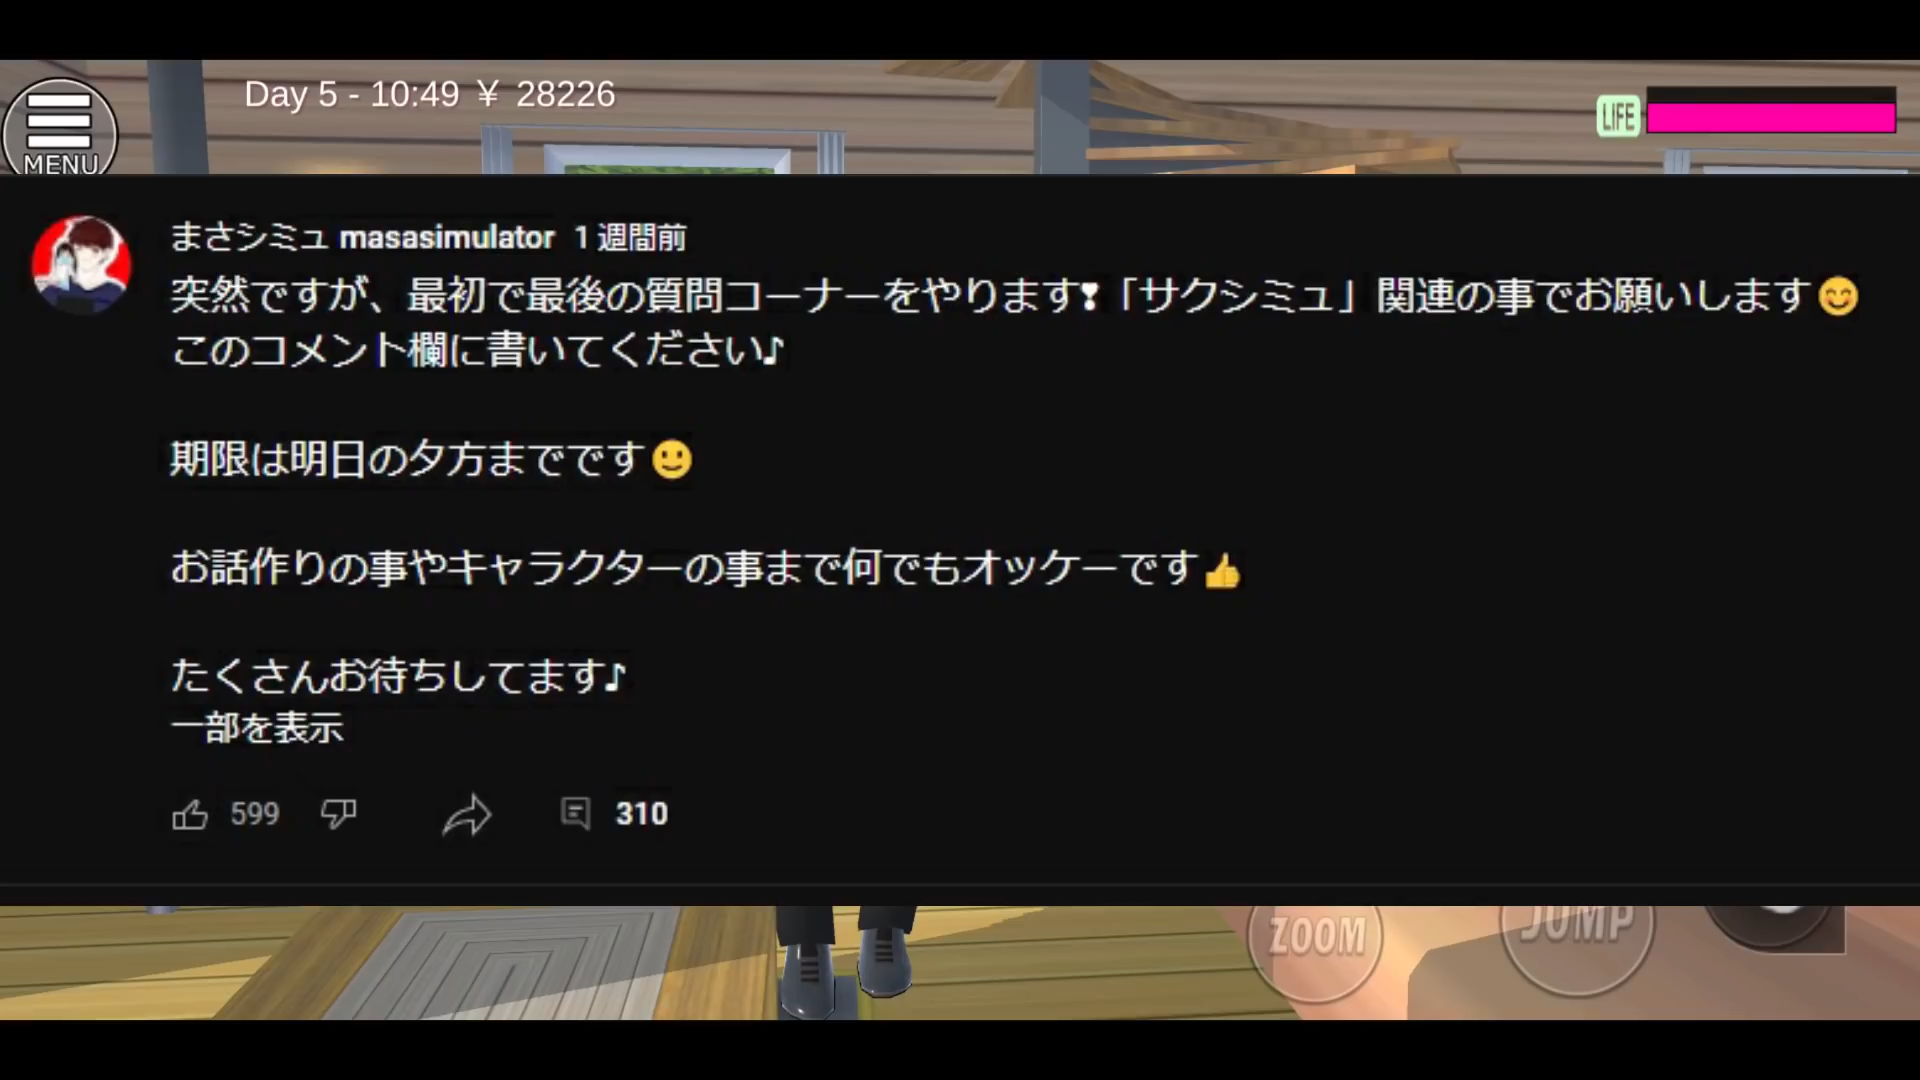 Day 5 - 10:49 ¥ 28226
LIFE
MENU
まさシミュ masasimulator 1 週間前
突然ですが、最初で最後の質問コーナーをやります❣「サクシミュ」関連の事でお願いします😊
このコメント欄に書いてください♪
期限は明日の夕方までです🙂
お話作りの事やキャラクターの事まで何でもオッケーです👍
たくさんお待ちしてます♪
一部を表示
599 310
ZOOM
JUMP